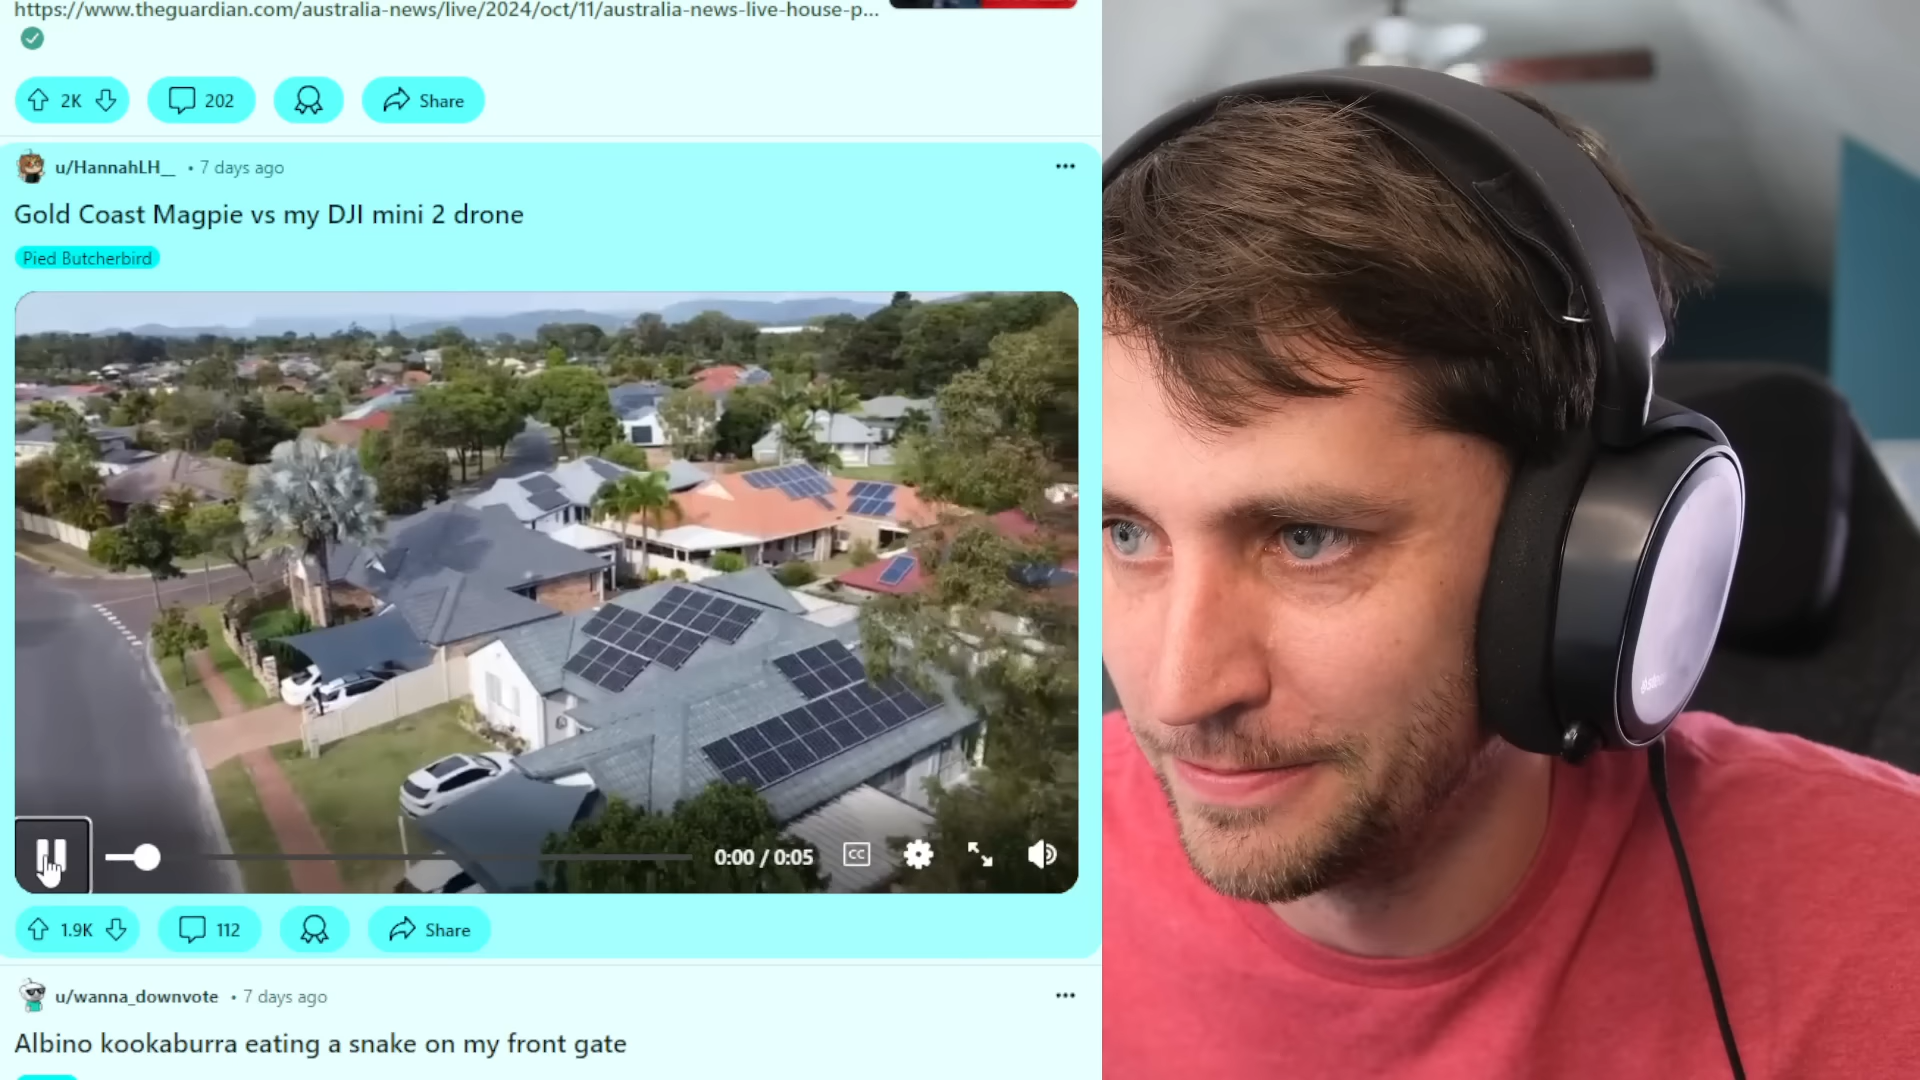 https://www.theguardian.com/australia-news/live/2024/oct/11/australia-news-live-house-p...
2K
202
Share
u/HannahLH__ • 7 days ago
Gold Coast Magpie vs my DJI mini 2 drone
Pied Butcherbird
0:00 / 0:05
CC
1.9K
112
Share
u/wanna_downvote • 7 days ago
Albino kookaburra eating a snake on my front gate